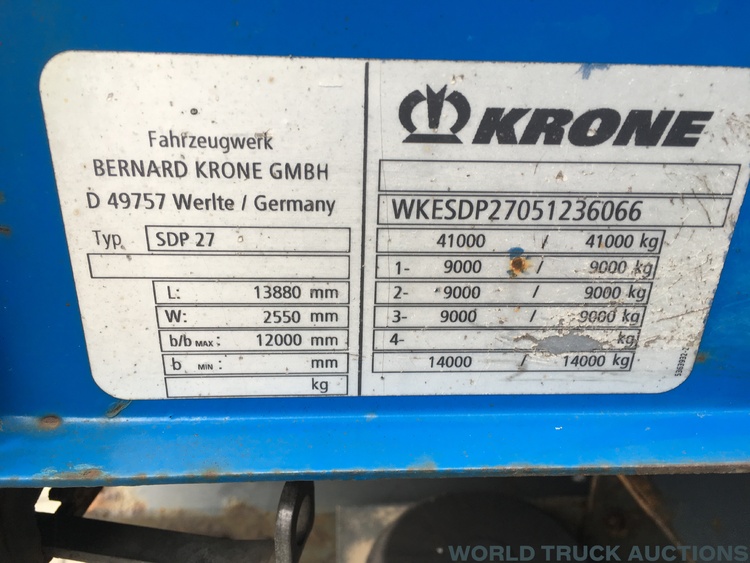 Fahrzeugwerk
BERNARD KRONE GMBH
D 49757 Werlte / Germany
Typ SDP 27
L: 13880 mm
W: 2550 mm
b/b MAX: 12000 mm
b MIN: mm
kg
KRONE
WKESDP27051236066
41000 / 41000 kg
1- 9000 / 9000 kg
2- 9000 / 9000 kg
3- 9000 / 9000 kg
4- kg
14000 / 14000 kg
WORLD TRUCK AUCTIONS